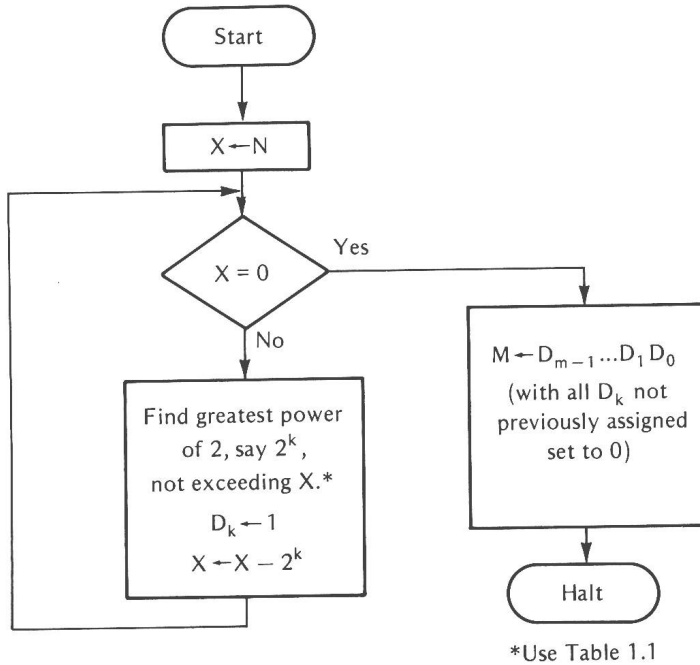 Start
X ← N
X = 0
Yes
No
Find greatest power
of 2, say 2^k,
not exceeding X.*
D_k ← 1
X ← X − 2^k
M ← D_{m−1}...D_1 D_0
(with all D_k not
previously assigned
set to 0)
Halt
*Use Table 1.1